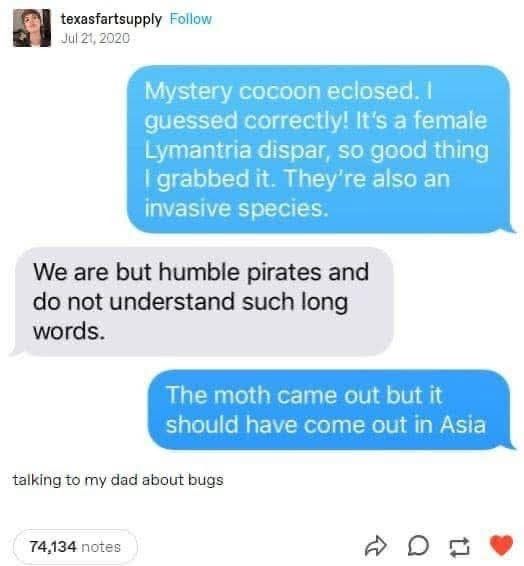 texasfartsupply Follow
Jul 21, 2020
Mystery cocoon eclosed. I
guessed correctly! It's a female
Lymantria dispar, so good thing
I grabbed it. They're also an
invasive species.
We are but humble pirates and
do not understand such long
words.
The moth came out but it
should have come out in Asia
talking to my dad about bugs
74,134 notes